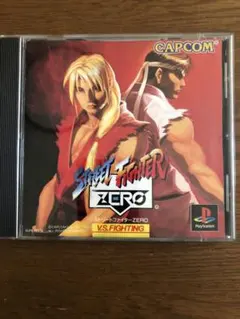 CAPCOM
STREET FIGHTER
ZERO
ストリートファイターZERO
V.S. FIGHTING
PlayStation